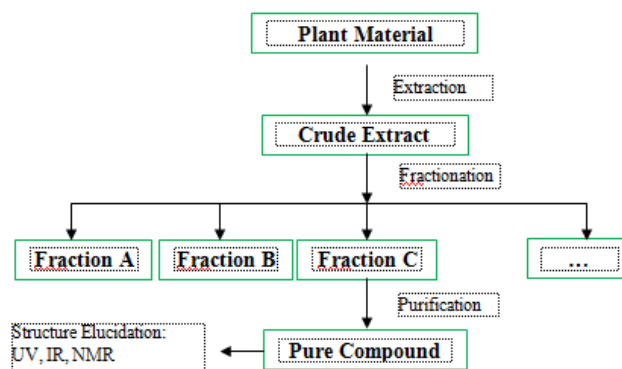 Plant Material
Extraction
Crude Extract
Fractionation
Fraction A
Fraction B
Fraction C
...
Purification
Structure Elucidation:
UV, IR, NMR
Pure Compound